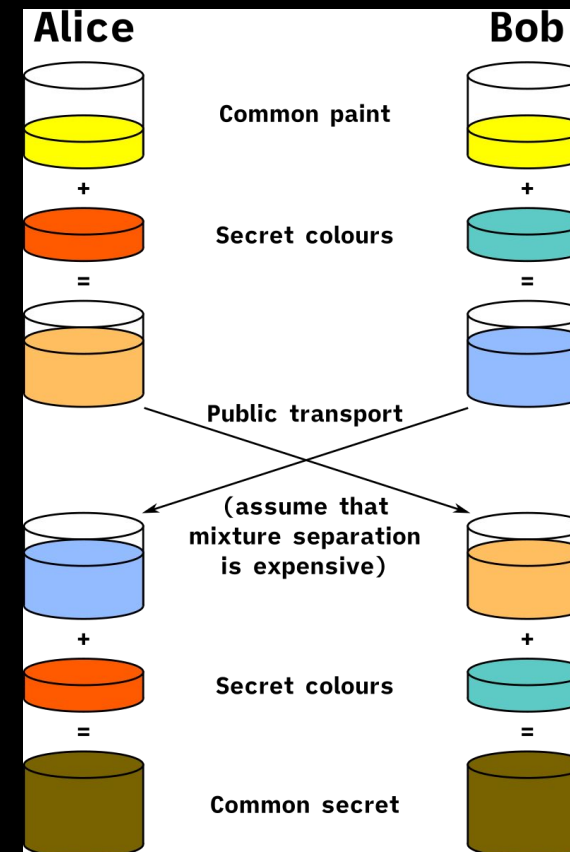 Alice
Bob
Common paint
+
+
Secret colours
=
=
Public transport
(assume that
mixture separation
is expensive)
+
+
Secret colours
=
=
Common secret